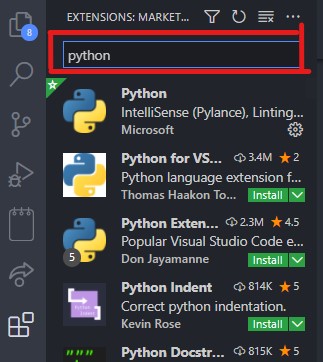 EXTENSIONS: MARKET...
8
python
Python
IntelliSense (Pylance), Linting...
Microsoft
Python for VS... 3.4M ★ 2
Python language extension f...
Thomas Haakon To... Install
Python Exten... 2.3M ★ 4.5
Popular Visual Studio Code e...
5
Don Jayamanne Install
Python Indent 814K ★ 5
Correct python indentation.
Kevin Rose Install
Python Docstr... 815K ★ 5
"""